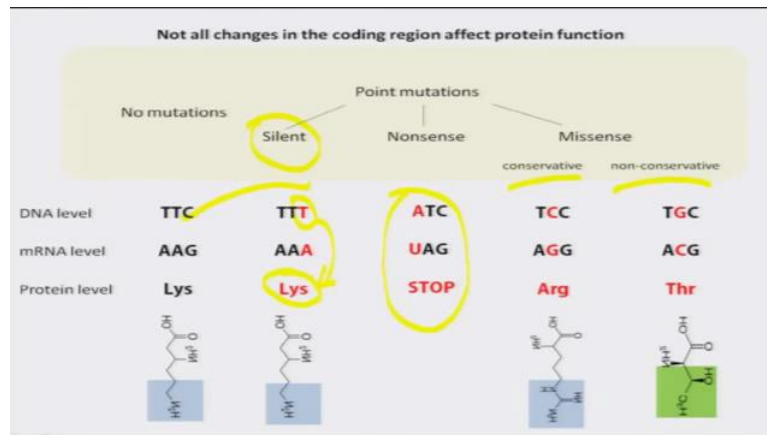 Not all changes in the coding region affect protein function
Point mutations
No mutations
Silent Nonsense Missense
conservative non-conservative
DNA level TTC TTT ATC TCC TGC
mRNA level AAG AAA UAG AGG ACG
Protein level Lys Lys STOP Arg Thr